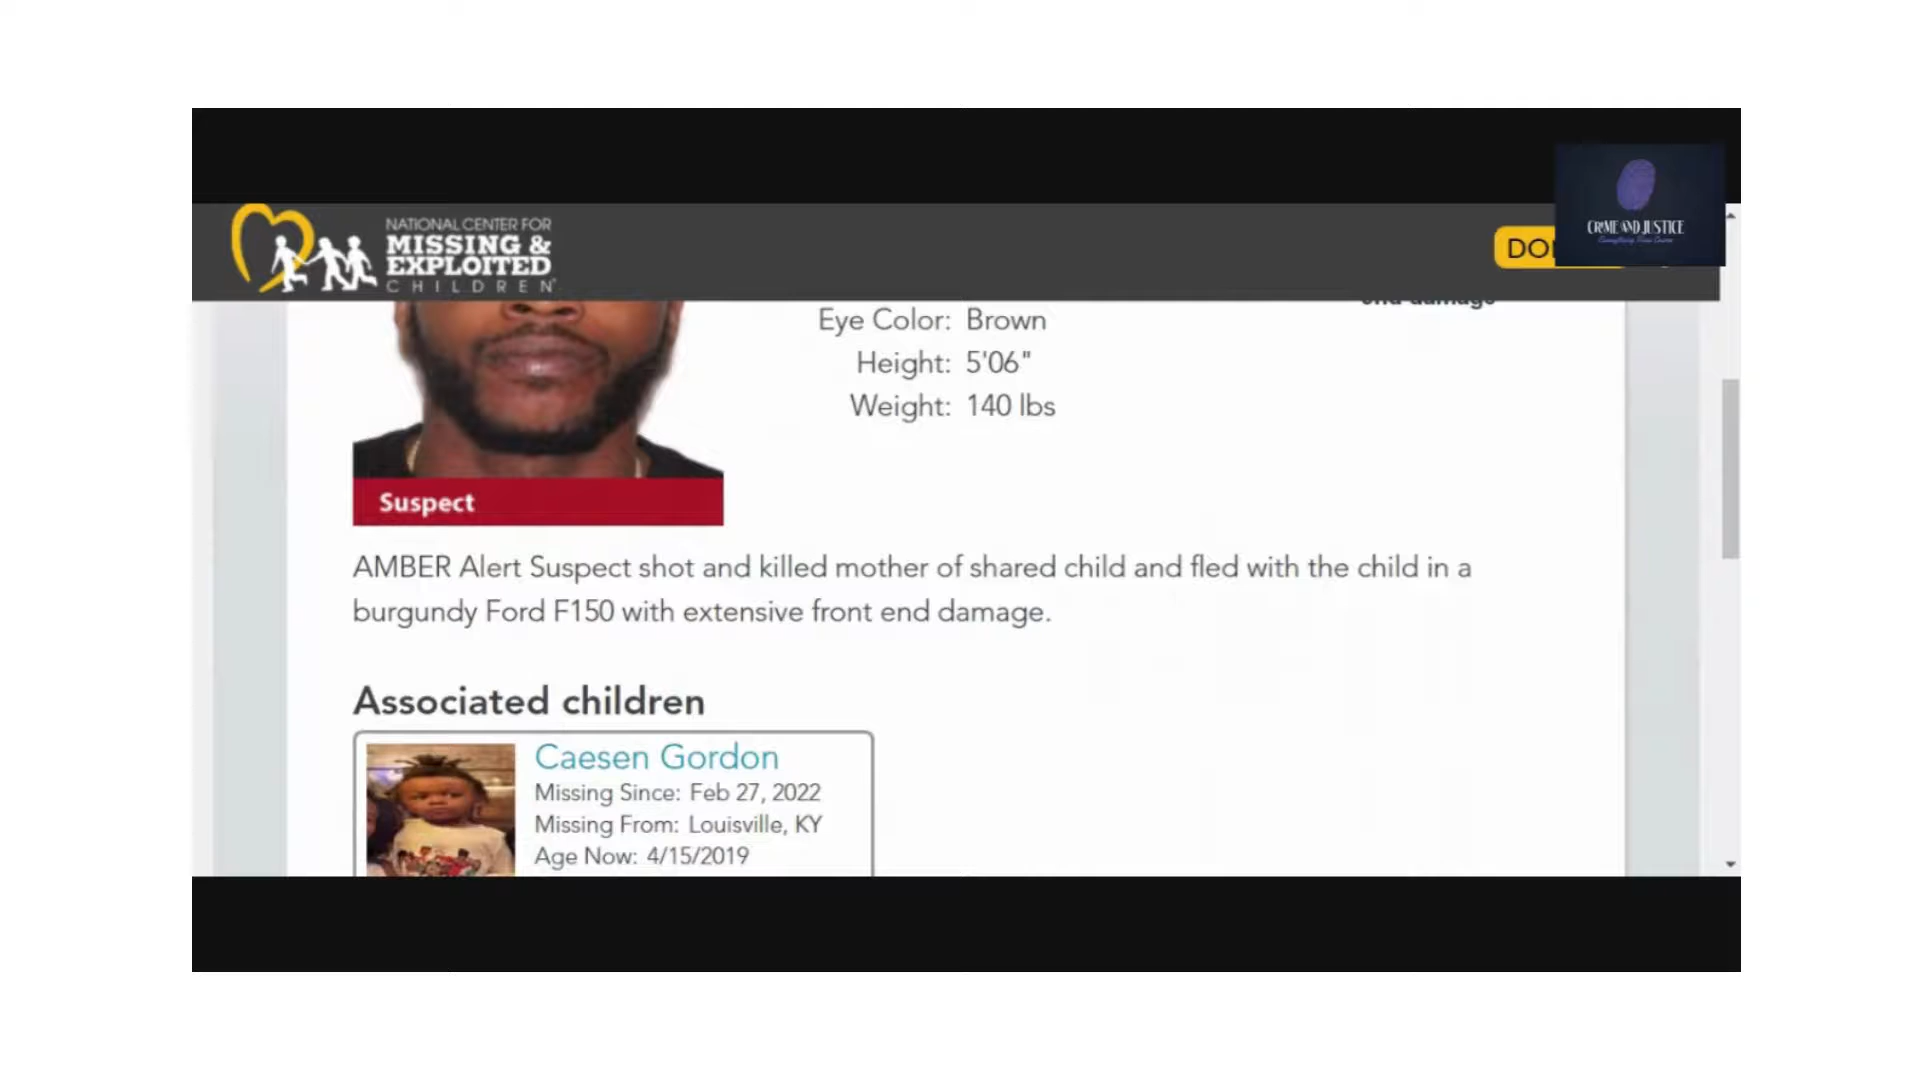 NATIONAL CENTER FOR
MISSING &
EXPLOITED
CHILDREN
CRIME AND JUSTICE
end damage
Eye Color: Brown
Height: 5'06"
Weight: 140 lbs
Suspect
AMBER Alert Suspect shot and killed mother of shared child and fled with the child in a
burgundy Ford F150 with extensive front end damage.
Associated children
Caesen Gordon
Missing Since: Feb 27, 2022
Missing From: Louisville, KY
Age Now: 4/15/2019